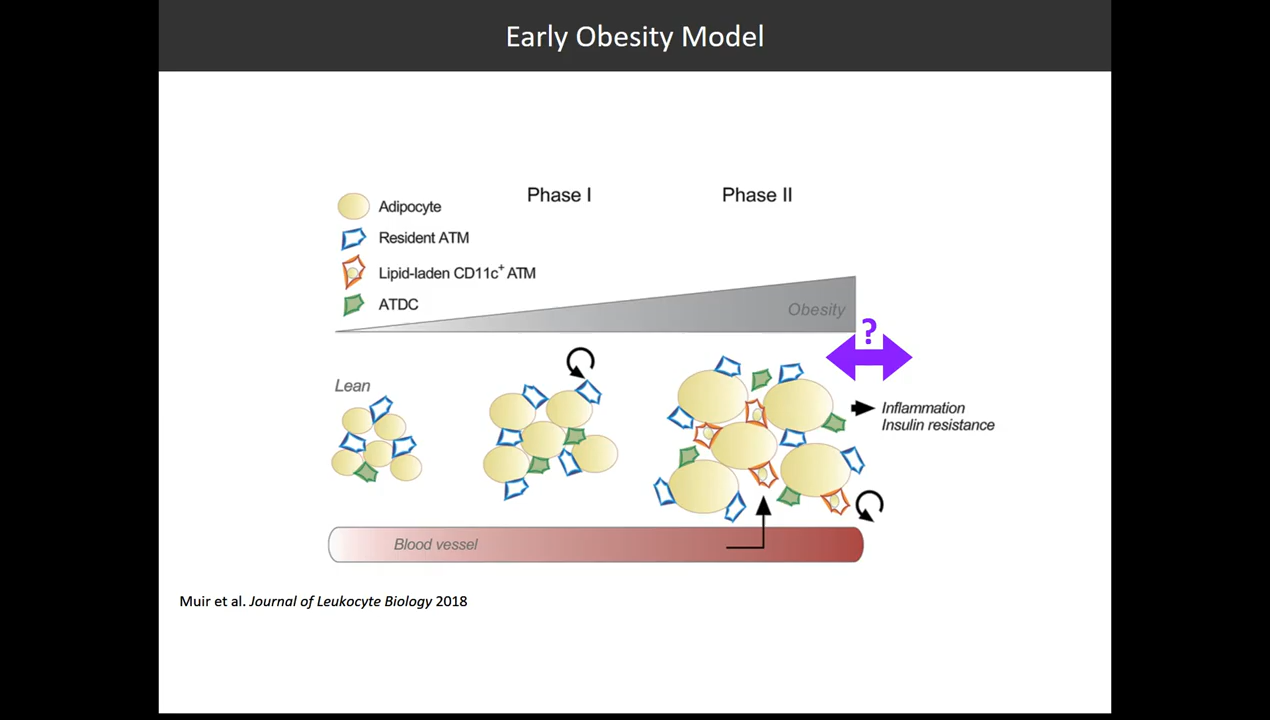 Early Obesity Model
Phase I
Phase II
Adipocyte
Resident ATM
Lipid-laden CD11c+ ATM
ATDC
Obesity
?
Lean
Inflammation
Insulin resistance
Blood vessel
Muir et al. Journal of Leukocyte Biology 2018